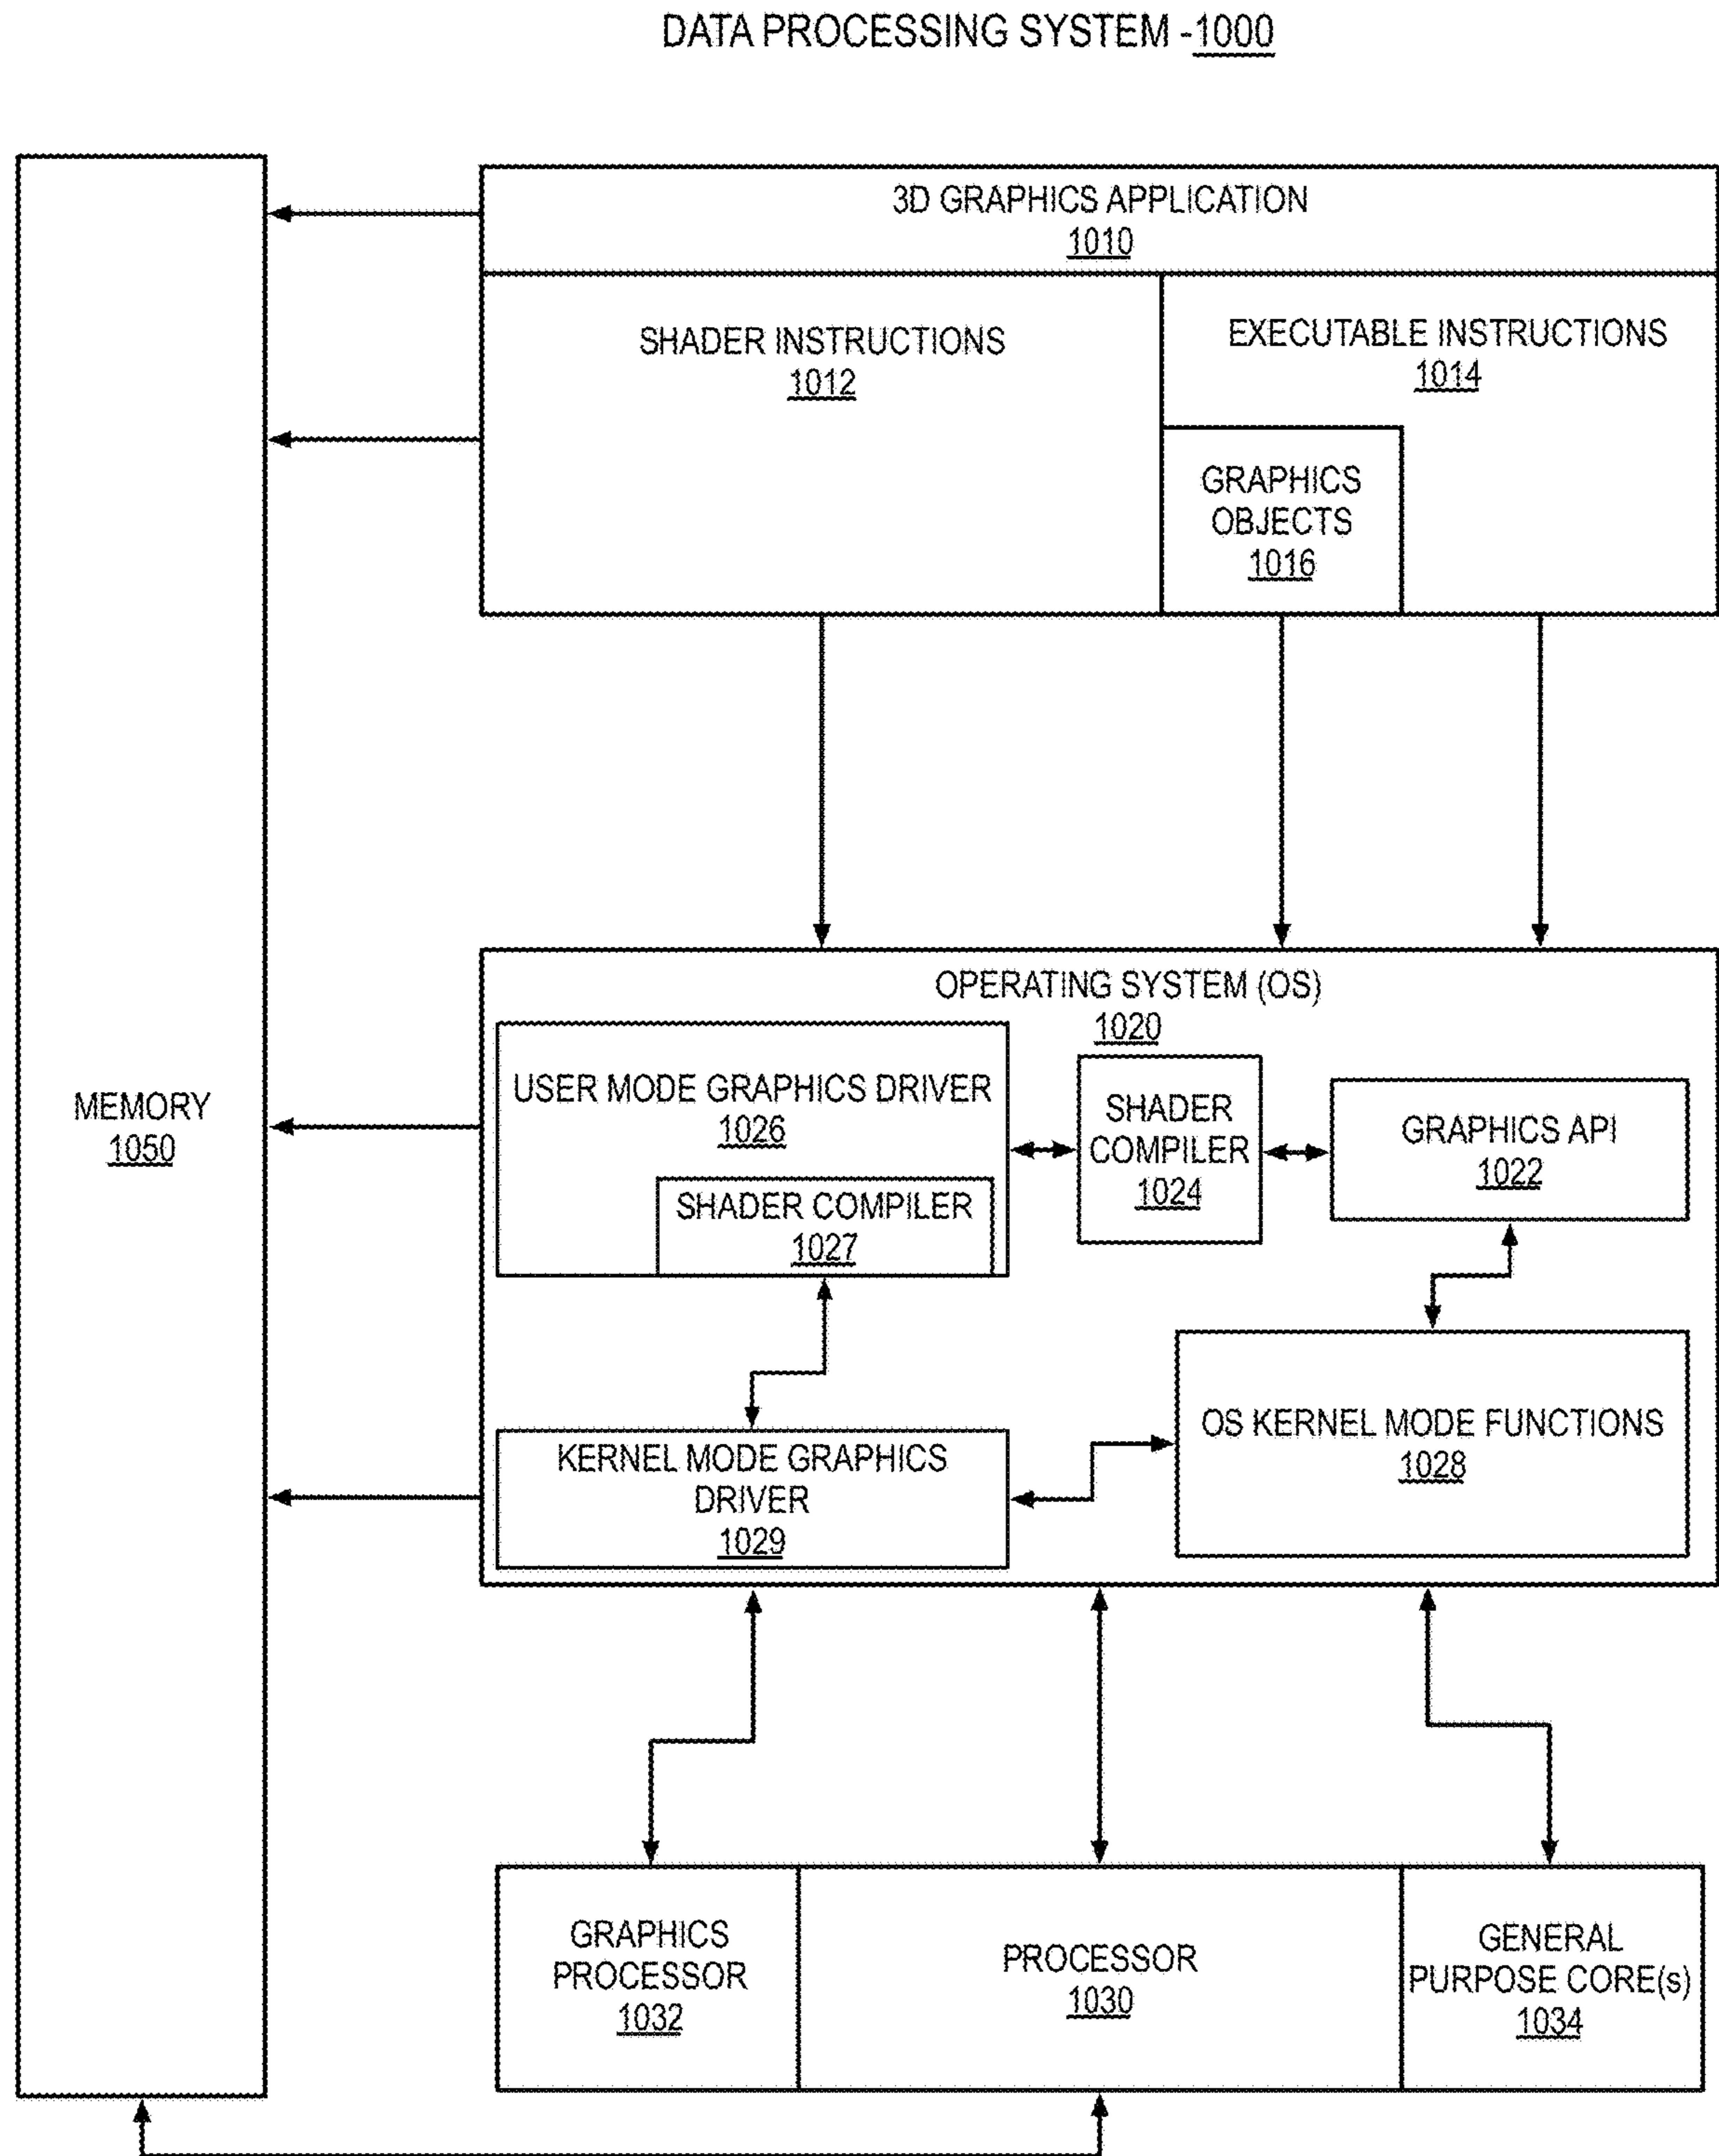 DATA PROCESSING SYSTEM -1000
3D GRAPHICS APPLICATION
1010
SHADER INSTRUCTIONS
1012
EXECUTABLE INSTRUCTIONS
1014
GRAPHICS
OBJECTS
1016
MEMORY
1050
OPERATING SYSTEM (OS)
1020
USER MODE GRAPHICS DRIVER
1026
SHADER COMPILER
1027
SHADER
COMPILER
1024
GRAPHICS API
1022
KERNEL MODE GRAPHICS
DRIVER
1029
OS KERNEL MODE FUNCTIONS
1028
GRAPHICS
PROCESSOR
1032
PROCESSOR
1030
GENERAL
PURPOSE CORE(s)
1034